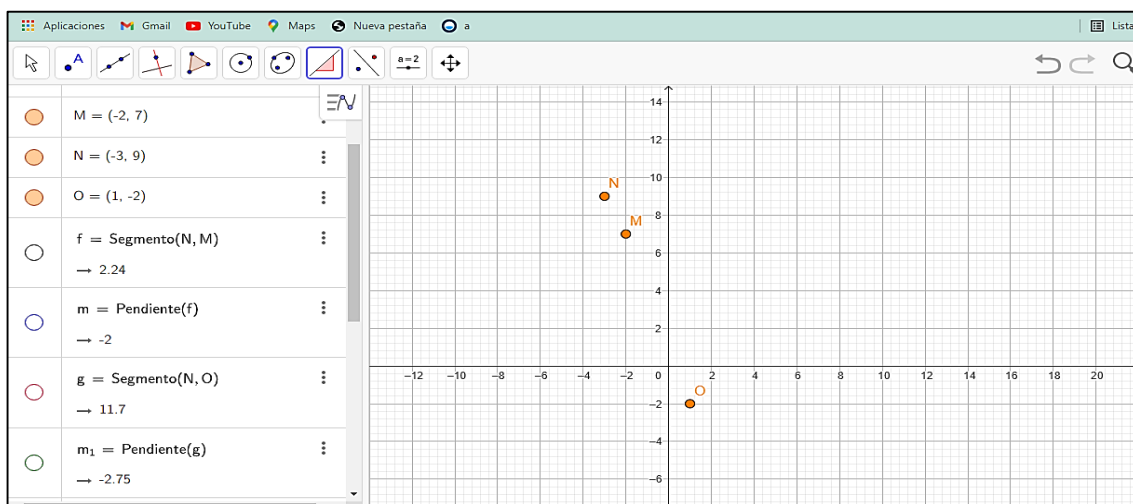 Aplicaciones Gmail YouTube Maps Nueva pestaña a Lista
A a=2
M = (-2, 7)
N = (-3, 9)
O = (1, -2)
f = Segmento(N, M)
→ 2.24
m = Pendiente(f)
→ -2
g = Segmento(N, O)
→ 11.7
m₁ = Pendiente(g)
→ -2.75
14
12
10
N
8
M
6
4
2
−12 −10 −8 −6 −4 −2 0 2 4 6 8 10 12 14 16 18 20
O
−2
−4
−6